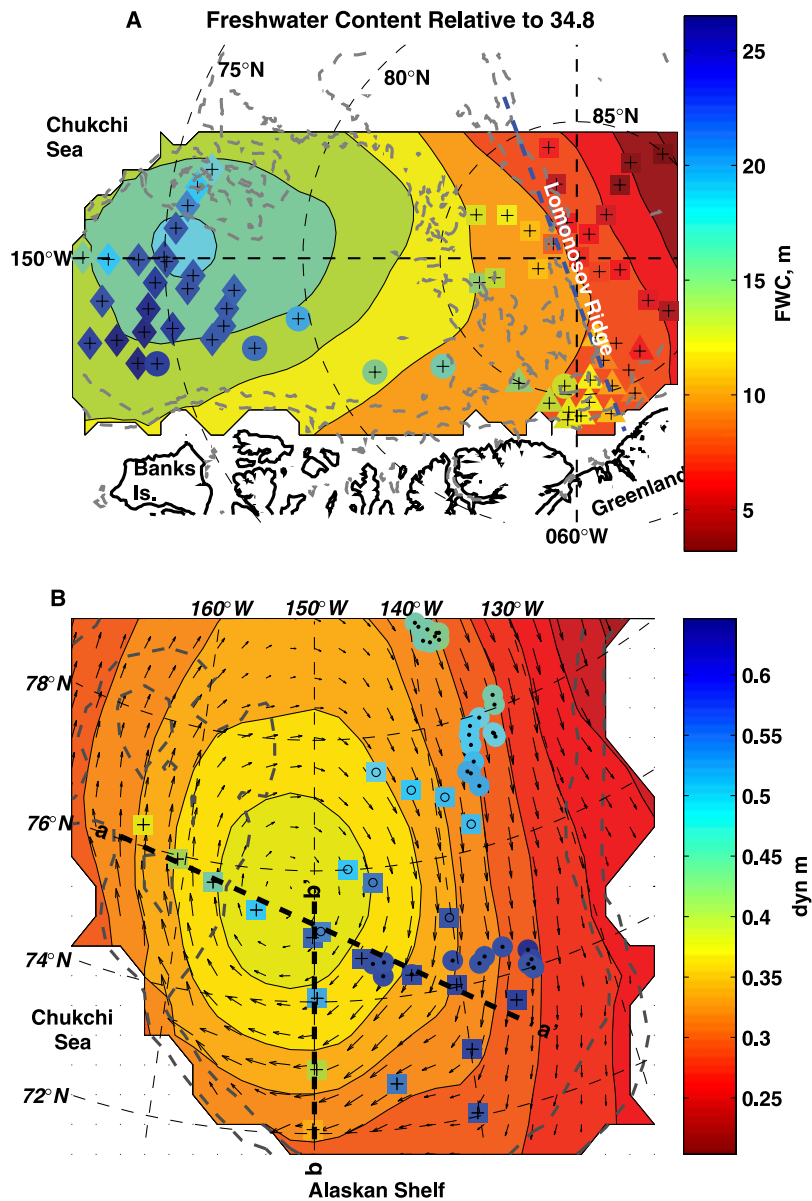 A
Freshwater Content Relative to 34.8
75°N
80°N
85°N
Chukchi
Sea
150°W
Lomonosov Ridge
Banks
Is.
Greenland
060°W
25
20
15
10
5
FWC, m
B
160°W
150°W
140°W
130°W
78°N
76°N
74°N
72°N
a
b'
a'
b
Chukchi
Sea
Alaskan Shelf
0.6
0.55
0.5
0.45
0.4
0.35
0.3
0.25
dyn m